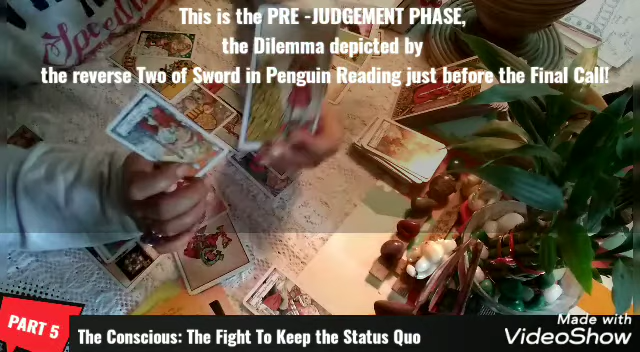 This is the PRE -JUDGEMENT PHASE,
the Dilemma depicted by
the reverse Two of Sword in Penguin Reading just before the Final Call!
Speedin
PART 5
The Conscious: The Fight To Keep the Status Quo
Made with
VideoShow